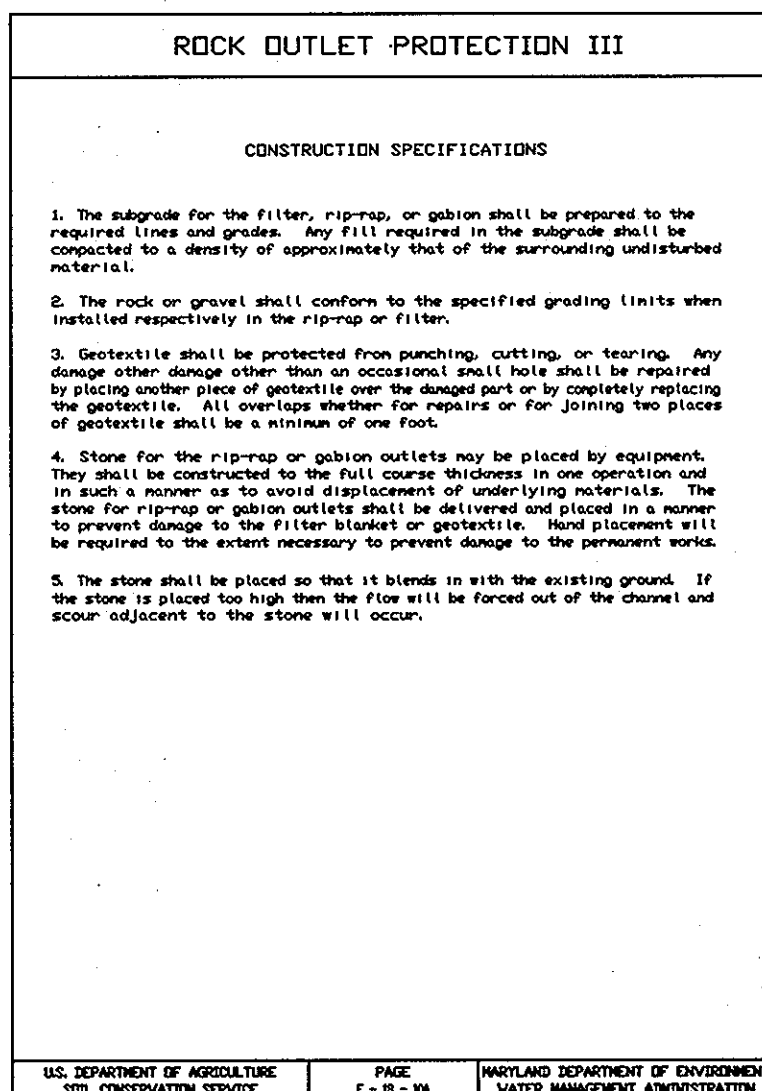 ROCK OUTLET PROTECTION III
CONSTRUCTION SPECIFICATIONS
1. The subgrade for the filter, rip-rap, or gabion shall be prepared to the
required lines and grades. Any fill required in the subgrade shall be
compacted to a density of approximately that of the surrounding undisturbed
material.
2. The rock or gravel shall conform to the specified grading limits when
installed respectively in the rip-rap or filter.
3. Geotextile shall be protected from punching, cutting, or tearing. Any
damage other damage other than an occasional small hole shall be repaired
by placing another piece of geotextile over the damaged part or by completely replacing
the geotextile. All overlaps whether for repairs or for joining two places
of geotextile shall be a minimum of one foot.
4. Stone for the rip-rap or gabion outlets may be placed by equipment.
They shall be constructed to the full course thickness in one operation and
in such a manner as to avoid displacement of underlying materials. The
stone for rip-rap or gabion outlets shall be delivered and placed in a manner
to prevent damage to the filter blanket or geotextile. Hand placement will
be required to the extent necessary to prevent damage to the permanent works.
5. The stone shall be placed so that it blends in with the existing ground. If
the stone is placed too high then the flow will be forced out of the channel and
scour adjacent to the stone will occur.
U.S. DEPARTMENT OF AGRICULTURE
SOIL CONSERVATION SERVICE
PAGE
F - 18 - 10A
MARYLAND DEPARTMENT OF ENVIRONMEN
WATER MANAGEMENT ADMINISTRATION